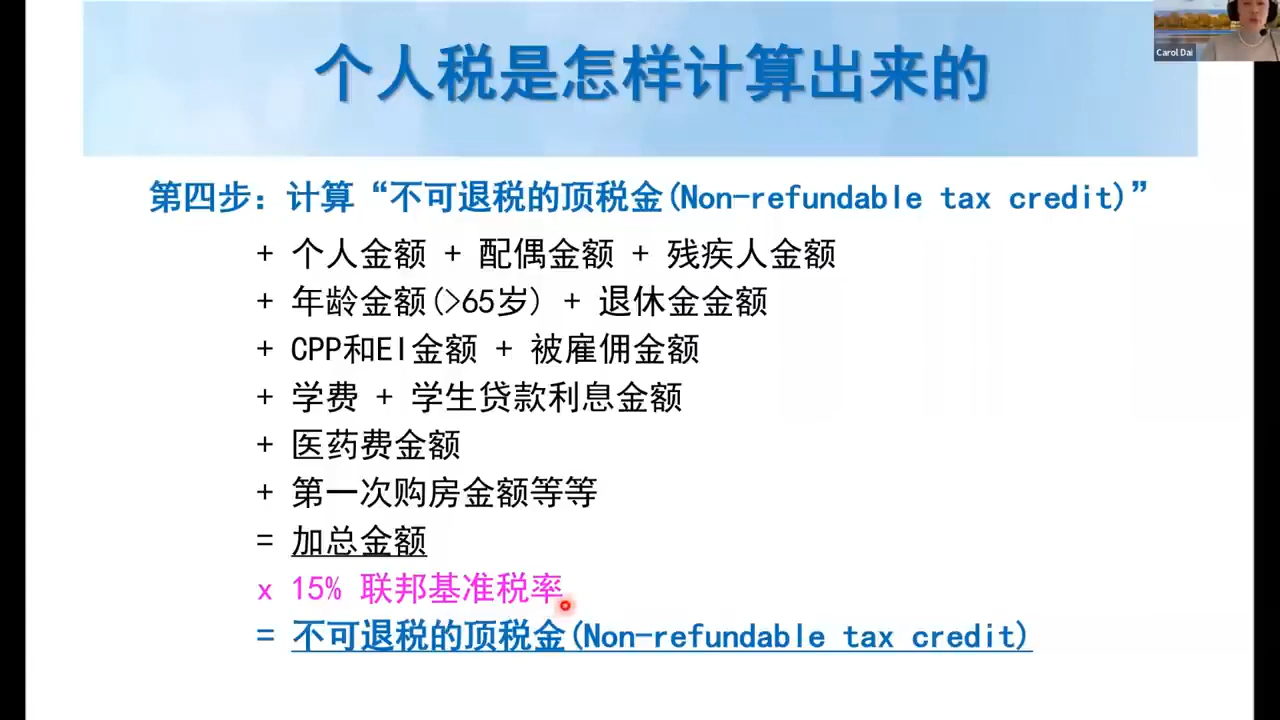 个人税是怎样计算出来的
Carol Dai
第四步：计算“不可退税的顶税金(Non-refundable tax credit)”
+ 个人金额 + 配偶金额 + 残疾人金额
+ 年龄金额(>65岁) + 退休金金额
+ CPP和EI金额 + 被雇佣金额
+ 学费 + 学生贷款利息金额
+ 医药费金额
+ 第一次购房金额等等
= 加总金额
x 15% 联邦基准税率
= 不可退税的顶税金(Non-refundable tax credit)